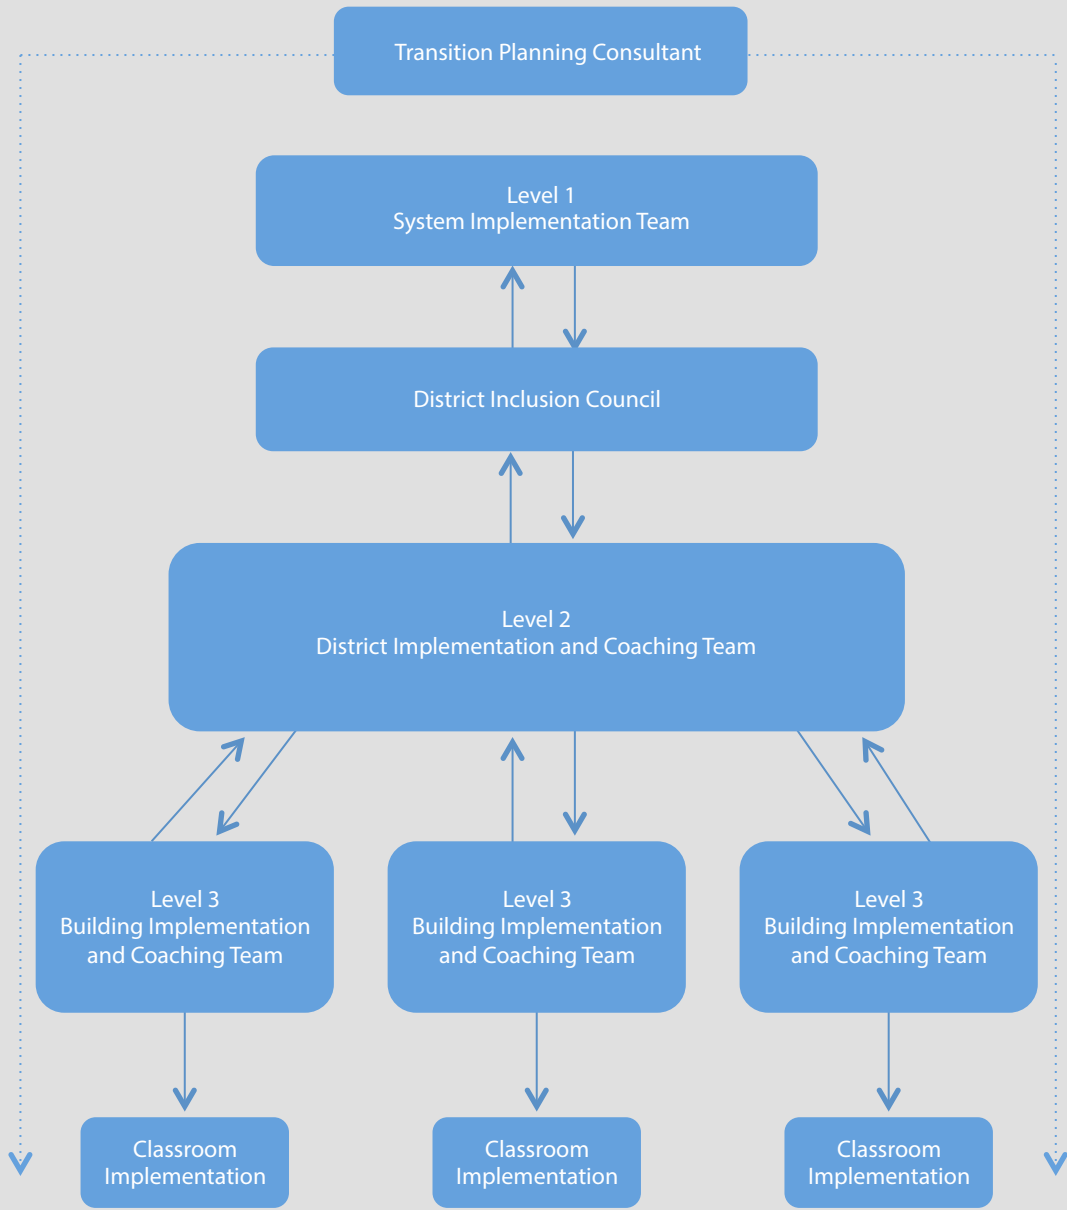 Transition Planning Consultant
Level 1
System Implementation Team
District Inclusion Council
Level 2
District Implementation and Coaching Team
Level 3
Building Implementation
and Coaching Team
Level 3
Building Implementation
and Coaching Team
Level 3
Building Implementation
and Coaching Team
Classroom
Implementation
Classroom
Implementation
Classroom
Implementation